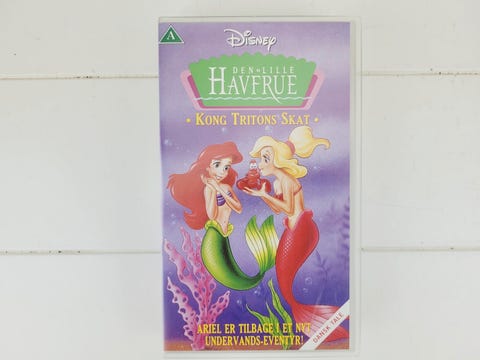 A
Disney
DEN LILLE
HAVFRUE
• KONG TRITONS SKAT •
ARIEL ER TILBAGE I ET NYT
UNDERVANDS-EVENTYR!
DANSK TALE